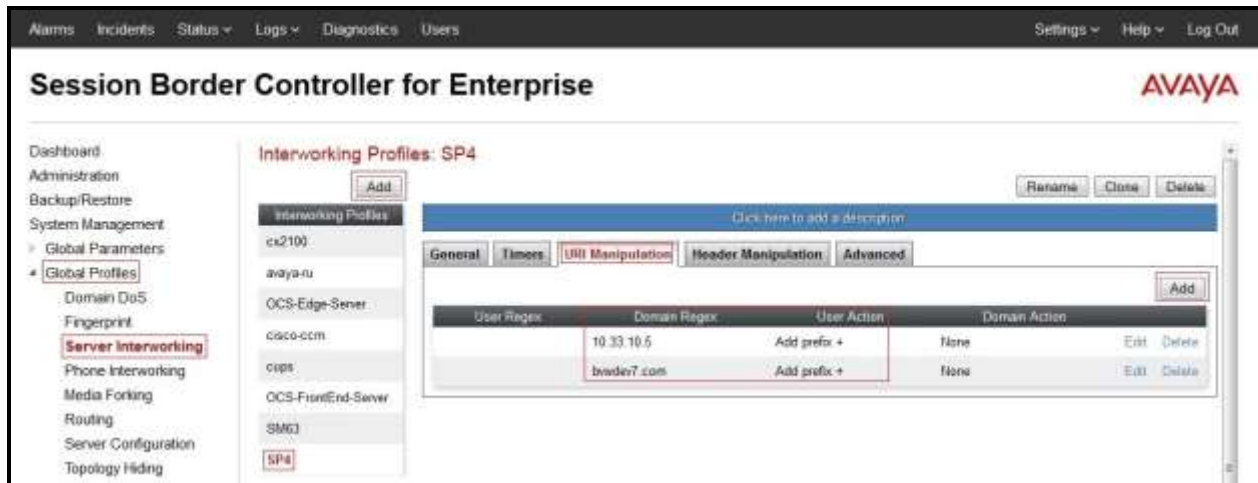 Alarms Incidents Status Logs Diagnostics Users Settings Help Log Out
Session Border Controller for Enterprise
AVAYA
Dashboard
Administration
Backup/Restore
System Management
Global Parameters
Global Profiles
Domain DoS
Fingerprint
Server Interworking
Phone Interworking
Media Forking
Routing
Server Configuration
Topology Hiding
Interworking Profiles: SP4
Add
Rename Clone Delete
Interworking Profiles
cs2100
avaya-ru
OCS-Edge-Server
cisco-ccm
cups
OCS-FrontEnd-Server
SM63
SP4
Click here to add a description
General Timers URI Manipulation Header Manipulation Advanced
Add
User Regex Domain Regex User Action Domain Action
10.33.10.5 Add prefix + None Edit Delete
bvwdev7.com Add prefix + None Edit Delete